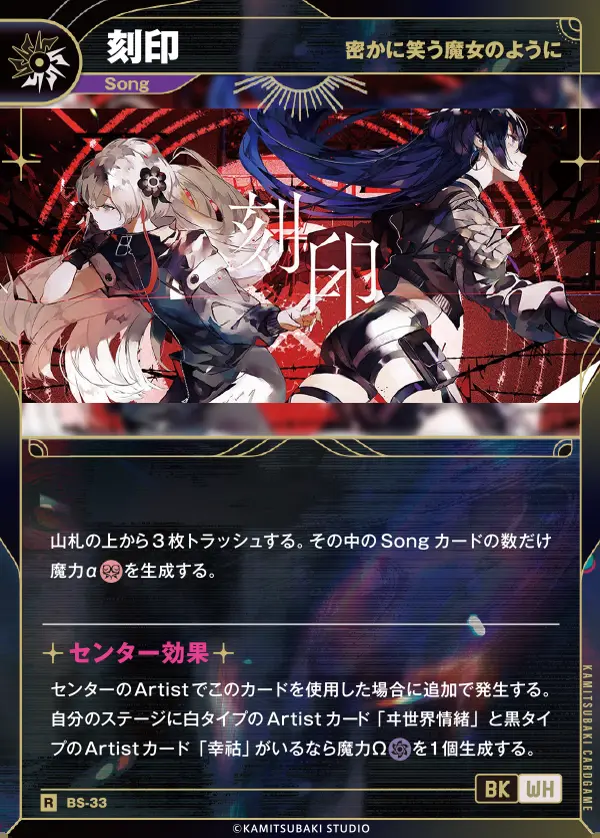 刻印
密かに笑う魔女のように
Song
刻印
山札の上から3枚トラッシュする。その中のSongカードの数だけ
魔力αを生成する。
センター効果
センターのArtistでこのカードを使用した場合に追加で発生する。
自分のステージに白タイプのArtistカード「ヰ世界情緒」と黒タイ
プのArtistカード「幸祜」がいるなら魔力Ωを1個生成する。
BK WH
R BS-33
KAMITSUBAKI CARDGAME
©KAMITSUBAKI STUDIO